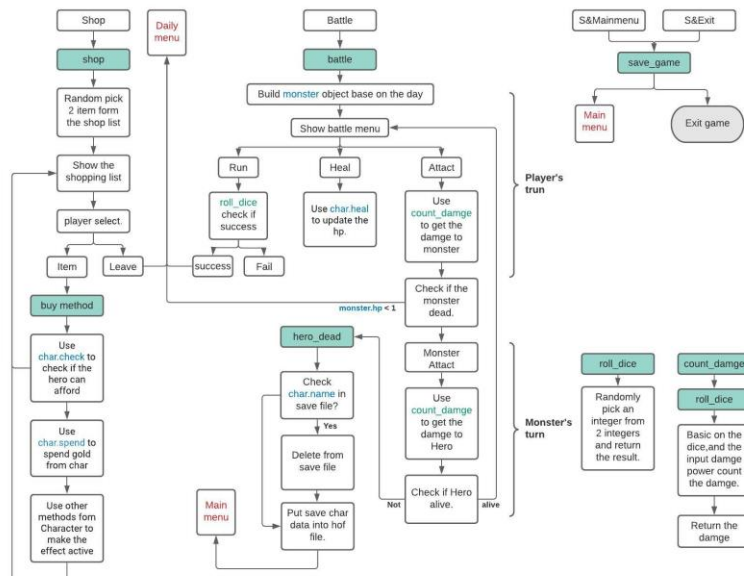 Shop
shop
Random pick
2 item form
the shop list
Show the
shopping list
player select.
Item
Leave
buy method
Use
char.check to
check if the
hero can
afford
Use
char.spend to
spend gold
from char
Use other
methods fom
Character to
make the
effect active
Daily
menu
Battle
battle
Build monster object base on the day
Show battle menu
Run
Heal
Attact
roll_dice
check if
success
Use char.heal
to update the
hp.
Use
count_damge
to get the
damge to
monster
success
Fail
Check if the
monster
dead.
monster.hp < 1
hero_dead
Monster
Attact
Check
char.name in
save file?
Yes
Use
count_damge
to get the
damge to Hero
Delete from
save file
Check if Hero
alive.
Not
alive
Put save char
data into hof
file.
Main
menu
Player's
trun
Monster's
turn
S&Mainmenu
S&Exit
save_game
Main
menu
Exit game
roll_dice
Randomly
pick an
integer from
2 integers
and return
the result.
count_damge
roll_dice
Basic on the
dice,and the
input damge
power count
the damge.
Return the
damge